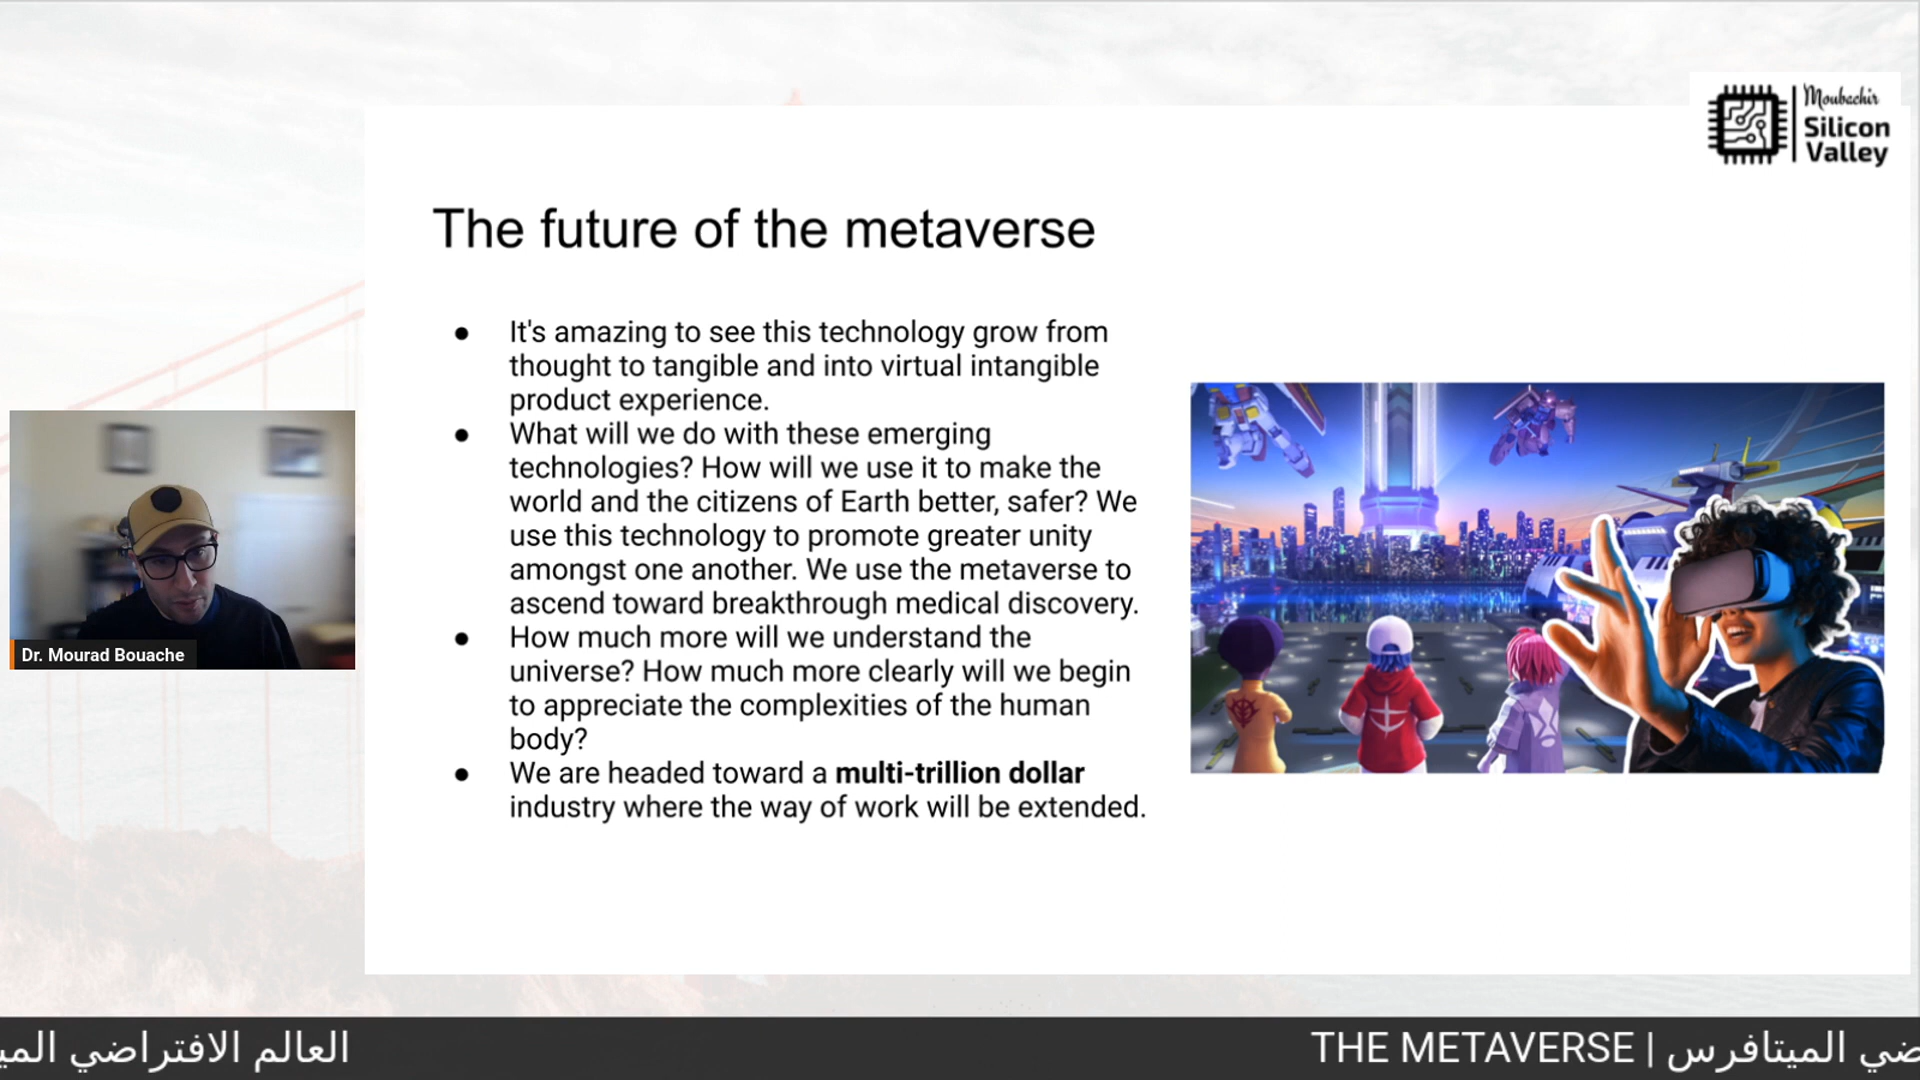 Moubachir
Silicon
Valley
The future of the metaverse
● It's amazing to see this technology grow from
thought to tangible and into virtual intangible
product experience.
● What will we do with these emerging
technologies? How will we use it to make the
world and the citizens of Earth better, safer? We
use this technology to promote greater unity
amongst one another. We use the metaverse to
ascend toward breakthrough medical discovery.
● How much more will we understand the
universe? How much more clearly will we begin
to appreciate the complexities of the human
body?
● We are headed toward a multi-trillion dollar
industry where the way of work will be extended.
Dr. Mourad Bouache
العالم الافتراضي
THE METAVERSE | الميتافرس